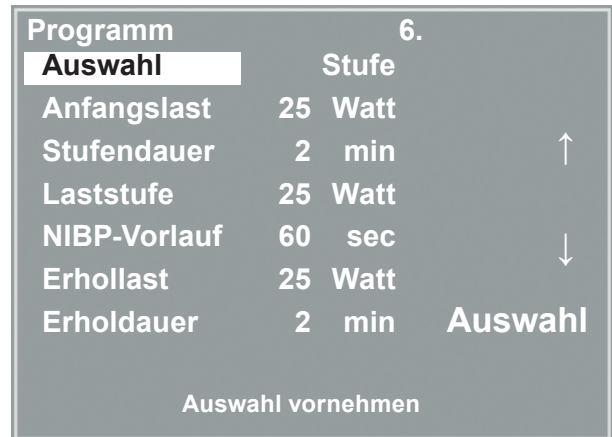 Programm 6.
Auswahl Stufe
Anfangslast 25 Watt
Stufendauer 2 min
↑
Laststufe 25 Watt
NIBP-Vorlauf 60 sec
↓
Erhollast 25 Watt
Erholdauer 2 min Auswahl
Auswahl vornehmen